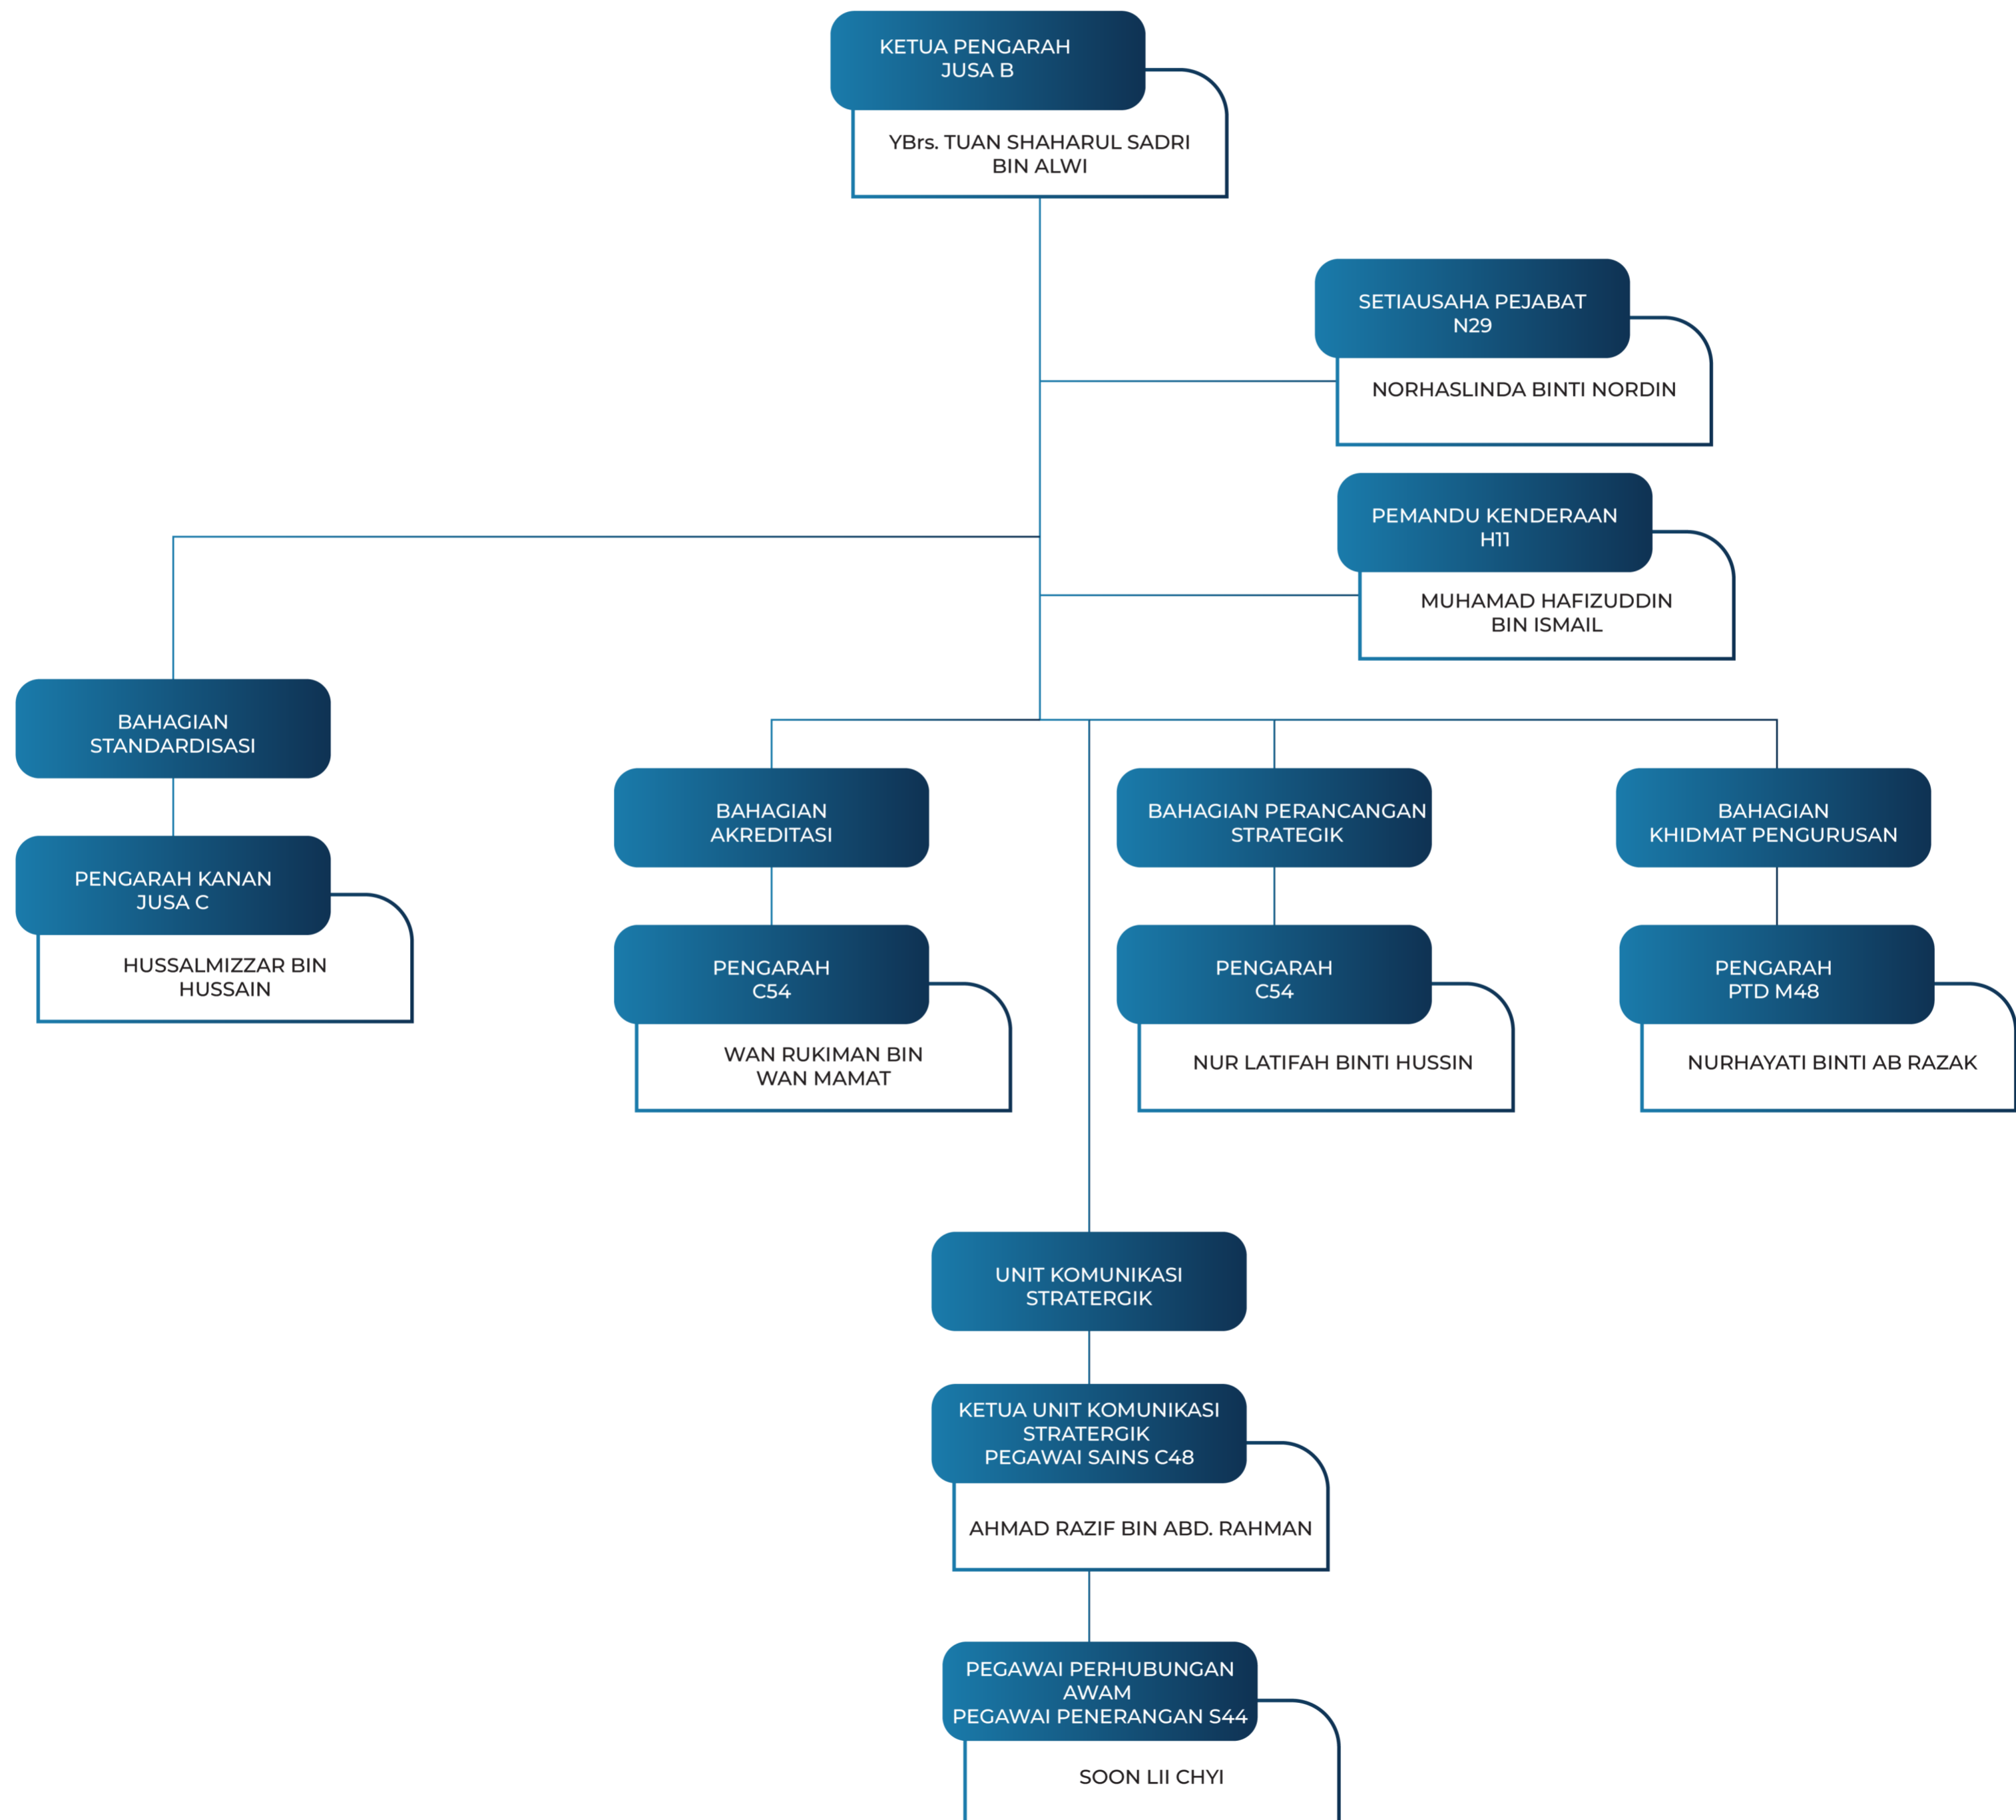 KETUA PENGARAH
JUSA B
YBrs. TUAN SHAHARUL SADRI
BIN ALWI
SETIAUSAHA PEJABAT
N29
NORHASLINDA BINTI NORDIN
PEMANDU KENDERAAN
H11
MUHAMAD HAFIZUDDIN
BIN ISMAIL
BAHAGIAN
STANDARDISASI
PENGARAH KANAN
JUSA C
HUSSALMIZZAR BIN
HUSSAIN
BAHAGIAN
AKREDITASI
PENGARAH
C54
WAN RUKIMAN BIN
WAN MAMAT
BAHAGIAN PERANCANGAN
STRATEGIK
PENGARAH
C54
NUR LATIFAH BINTI HUSSIN
BAHAGIAN
KHIDMAT PENGURUSAN
PENGARAH
PTD M48
NURHAYATI BINTI AB RAZAK
UNIT KOMUNIKASI
STRATERGIK
KETUA UNIT KOMUNIKASI
STRATERGIK
PEGAWAI SAINS C48
AHMAD RAZIF BIN ABD. RAHMAN
PEGAWAI PERHUBUNGAN
AWAM
PEGAWAI PENERANGAN S44
SOON LII CHYI